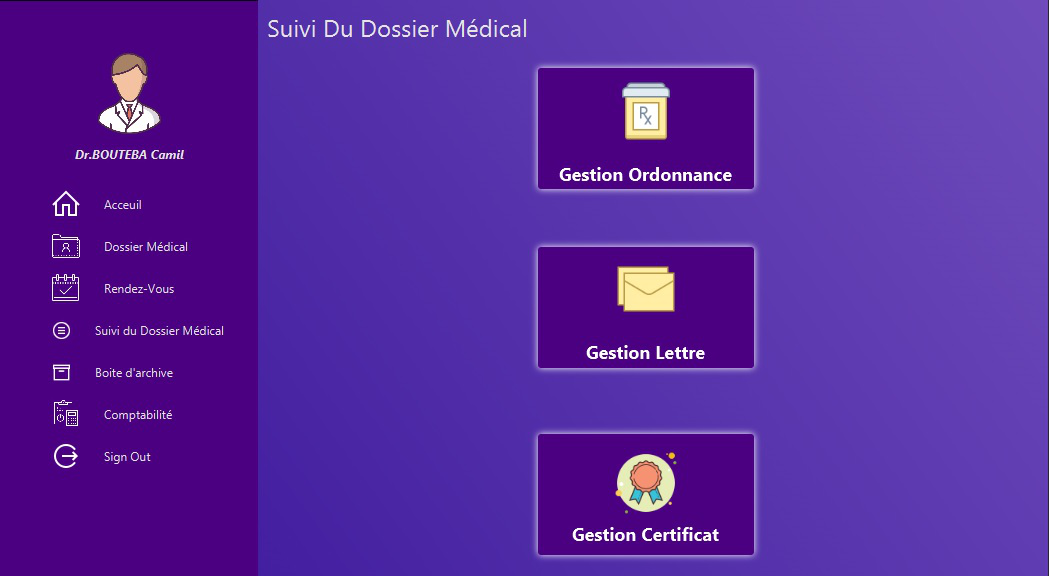 Suivi Du Dossier Médical
Dr.BOUTEBA Camil
Acceuil
Dossier Médical
Rendez-Vous
Suivi du Dossier Médical
Boite d'archive
Comptabilité
Sign Out
Rx
Gestion Ordonnance
Gestion Lettre
Gestion Certificat